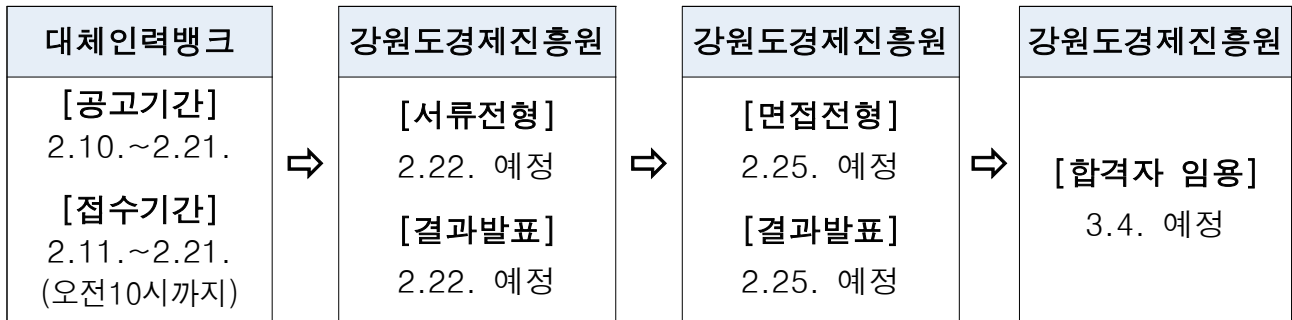 대체인력뱅크
[공고기간]
2.10.~2.21.
[접수기간]
2.11.~2.21.
(오전10시까지)
⇨
강원도경제진흥원
[서류전형]
2.22. 예정
[결과발표]
2.22. 예정
⇨
강원도경제진흥원
[면접전형]
2.25. 예정
[결과발표]
2.25. 예정
⇨
강원도경제진흥원
[합격자 임용]
3.4. 예정